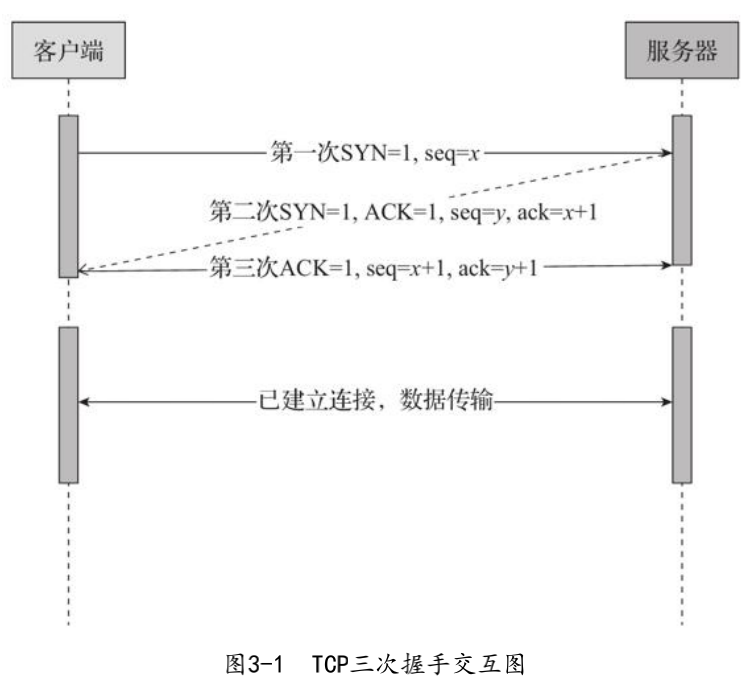 客户端
服务器
第一次SYN=1, seq=x
第二次SYN=1, ACK=1, seq=y, ack=x+1
第三次ACK=1, seq=x+1, ack=y+1
已建立连接，数据传输
图3-1 TCP三次握手交互图